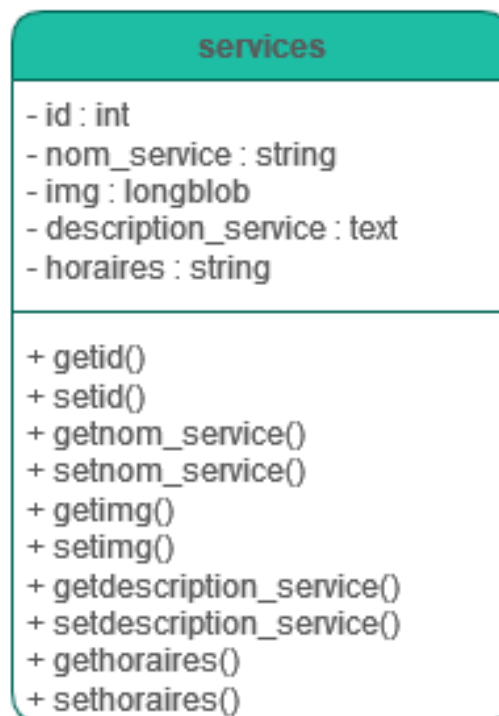 services
- id : int
- nom_service : string
- img : longblob
- description_service : text
- horaires : string
+ getid()
+ setid()
+ getnom_service()
+ setnom_service()
+ getimg()
+ setimg()
+ getdescription_service()
+ setdescription_service()
+ gethoraires()
+ sethoraires()